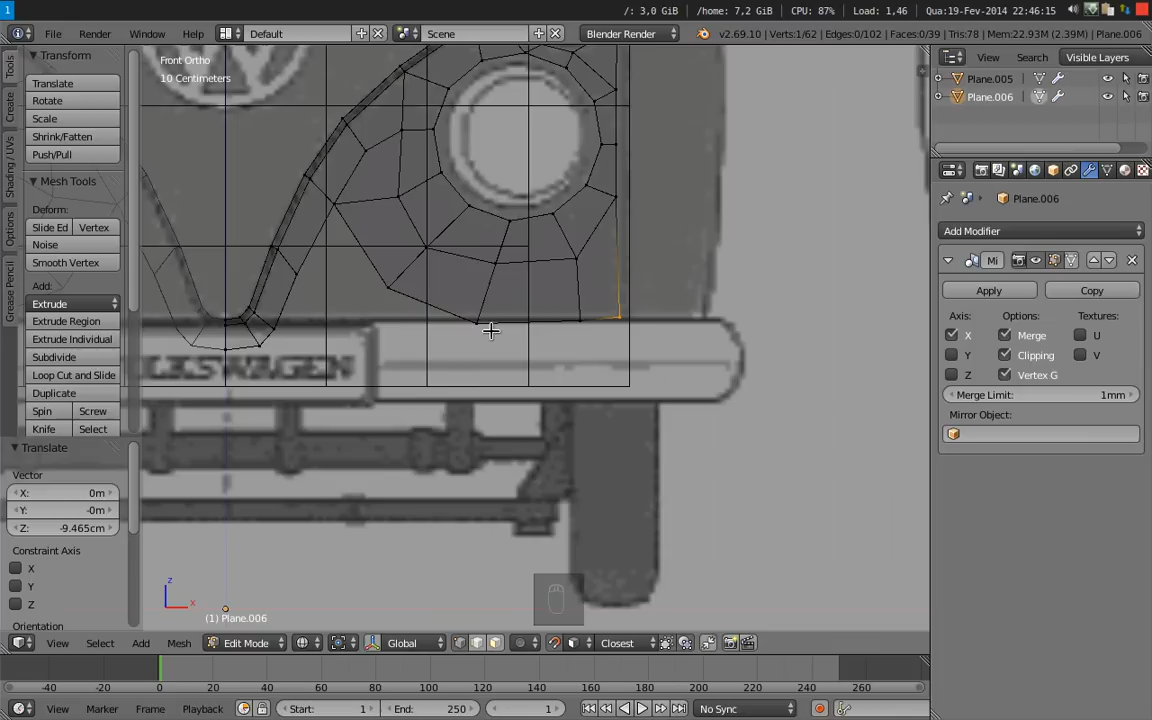 1 /: 3,0 GiB /home: 7,2 GiB CPU: 87% Load: 1,46 Qua:19-Fev-2014 22:46:15
File Render Window Help Default Scene Blender Render v2.69.10 | Verts:1/62 | Edges:0/102 | Faces:0/39 | Tris:78 | Mem:22.93M (2.39M) | Plane.006
Tools
Create
Shading / UVs
Options
Grease Pencil
Transform
Translate
Rotate
Scale
Shrink/Fatten
Push/Pull
Mesh Tools
Deform:
Slide Ed Vertex
Noise
Smooth Vertex
Add:
Extrude
Extrude Region
Extrude Individual
Subdivide
Loop Cut and Slide
Duplicate
Spin Screw
Knife Select
Translate
Vector
X: 0m
Y: -0m
Z: -9.465cm
Constraint Axis
X
Y
Z
Orientation
Front Ortho
10 Centimeters
LKSWAGEN
z
x
(1) Plane.006
View Select Add Mesh Edit Mode Global Closest
-40 -20 0 20 40 60 80 100 120 140 160 180 200 220 240 260
View Marker Frame Playback Start: 1 End: 250 1 No Sync
View Search Visible Layers
Plane.005
Plane.006
Plane.006
Add Modifier
Mi
Apply Copy
Axis: Options: Textures:
X Merge U
Y Clipping V
Z Vertex G
Merge Limit: 1mm
Mirror Object: